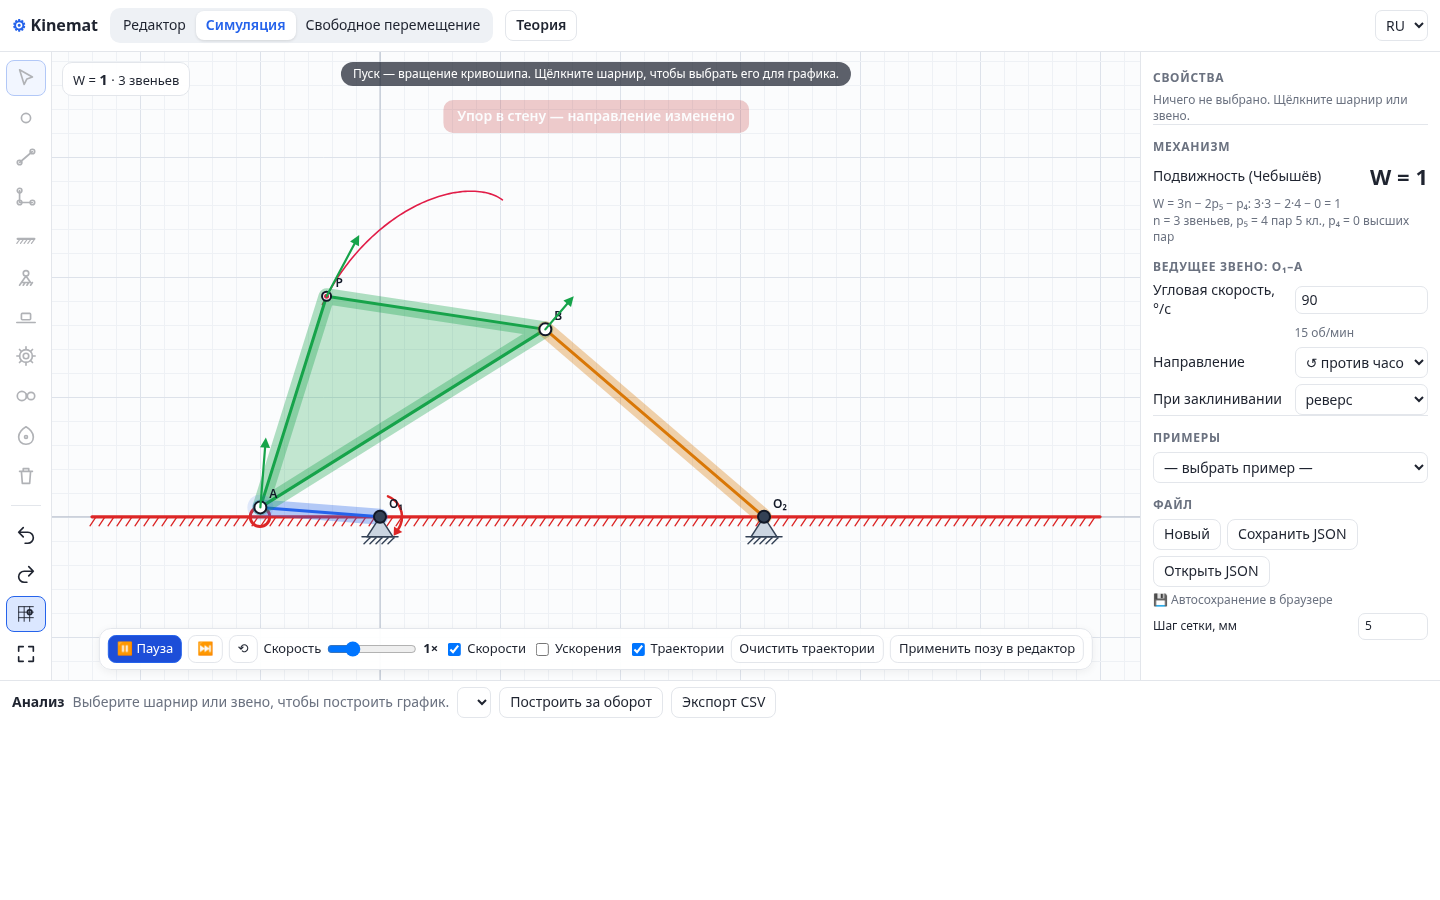 ⚙ Kinemat
Редактор
Симуляция
Свободное перемещение
Теория
RU
W = 1 · 3 звеньев
Пуск — вращение кривошипа. Щёлкните шарнир, чтобы выбрать его для графика.
Упор в стену — направление изменено
P
B
A
O₁
O₂
⏸ Пауза
⏭
⟲
Скорость
1×
Скорости
Ускорения
Траектории
Очистить траектории
Применить позу в редактор
СВОЙСТВА
Ничего не выбрано. Щёлкните шарнир или
звено.
МЕХАНИЗМ
Подвижность (Чебышёв)
W = 1
W = 3n − 2p₅ − p₄: 3·3 − 2·4 − 0 = 1
n = 3 звеньев, p₅ = 4 пар 5 кл., p₄ = 0 высших
пар
ВЕДУЩЕЕ ЗВЕНО: O₁–A
Угловая скорость,
°/с
90
15 об/мин
Направление
↺ против часо
При заклинивании
реверс
ПРИМЕРЫ
— выбрать пример —
ФАЙЛ
Новый
Сохранить JSON
Открыть JSON
💾 Автосохранение в браузере
Шаг сетки, мм
5
Анализ
Выберите шарнир или звено, чтобы построить график.
Построить за оборот
Экспорт CSV